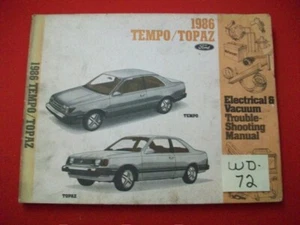 1986
TEMPO/TOPAZ
Ford
1986 TEMPO/TOPAZ
Electrical &
Vacuum
Trouble-
Shooting
Manual
TEMPO
TOPAZ
WD-
72